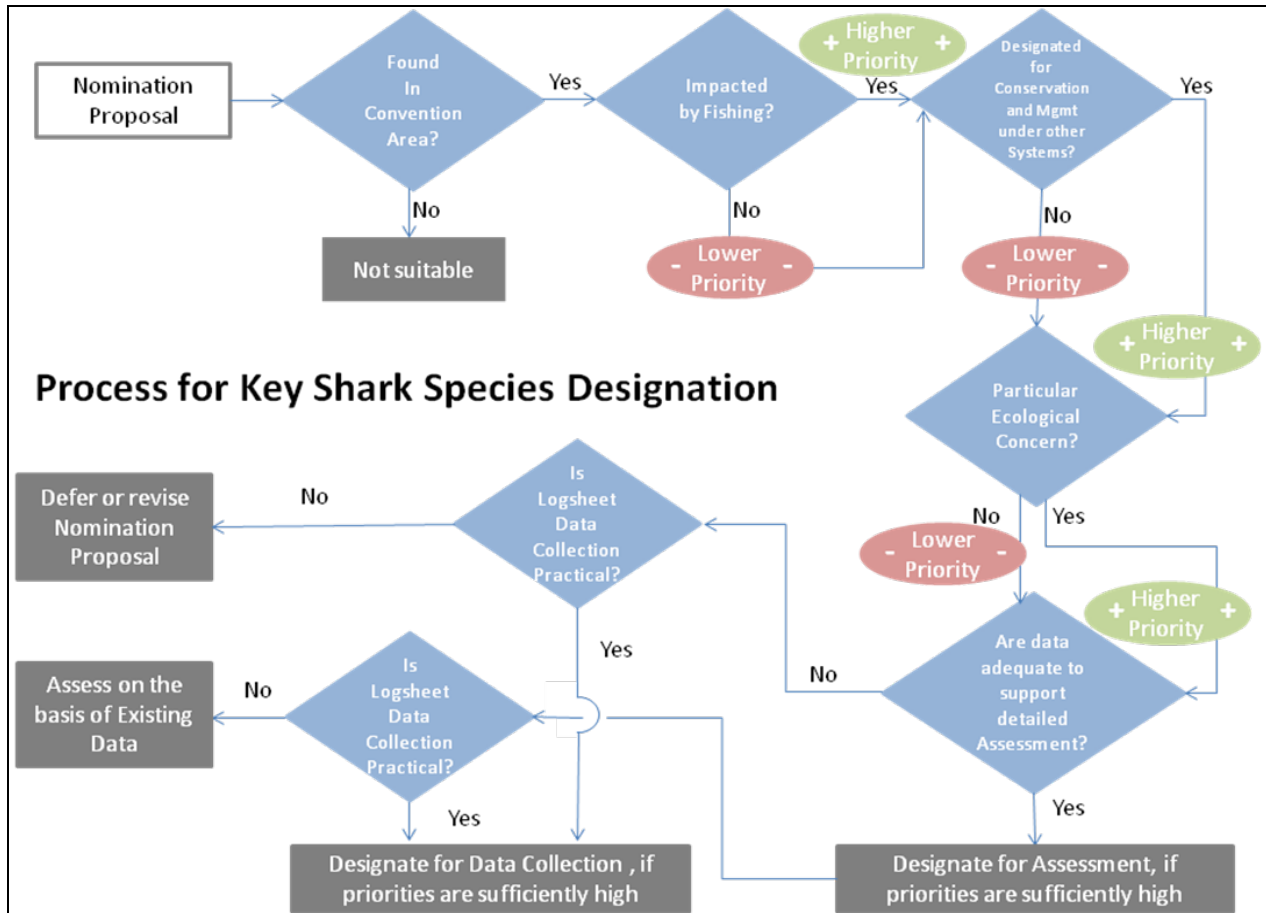 Nomination
Proposal
Found
In
Convention
Area?
Yes
No
Not suitable
Impacted
by Fishing?
+ Higher +
Priority
Yes
No
- Lower -
Priority
Designated
for
Conservation
and Mgmt
under other
Systems?
Yes
No
- Lower -
Priority
+ Higher +
Priority
Process for Key Shark Species Designation
Particular
Ecological
Concern?
No
Yes
- Lower -
Priority
+ Higher +
Priority
Are data
adequate to
support
detailed
Assessment?
No
Yes
Is
Logsheet
Data
Collection
Practical?
No
Yes
Defer or revise
Nomination
Proposal
Is
Logsheet
Data
Collection
Practical?
No
Yes
Assess on the
basis of Existing
Data
Designate for Data Collection , if
priorities are sufficiently high
Designate for Assessment, if
priorities are sufficiently high